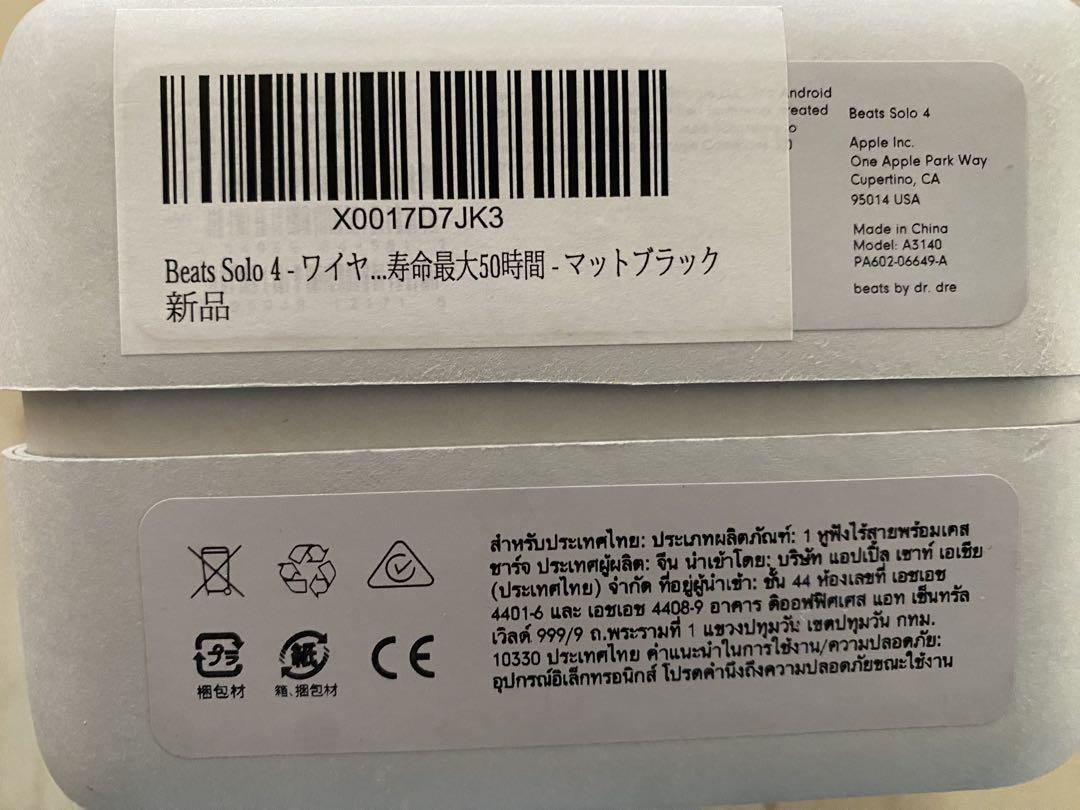 X0017D7JK3
Beats Solo 4 - ワイヤ...寿命最大50時間 - マットブラック
新品
Beats Solo 4
Apple Inc.
One Apple Park Way
Cupertino, CA
95014 USA
Made in China
Model: A3140
PA602-06649-A
beats by dr. dre
プラ
梱包材
紙
箱、梱包材
CE
สำหรับประเทศไทย: ประเภทผลิตภัณฑ์: 1 หูฟังไร้สายพร้อมเคส
ชาร์จ ประเทศผู้ผลิต: จีน นำเข้าโดย: บริษัท แอปเปิ้ล เซาท์ เอเชีย
(ประเทศไทย) จำกัด ที่อยู่ผู้นำเข้า: ชั้น 44 ห้องเลขที่ เอชเอช
4401-6 และ เอชเอช 4408-9 อาคาร ดิออฟฟิศเศส แอท เซ็นทรัล
เวิลด์ 999/9 ถ.พระรามที่ 1 แขวงปทุมวัน เขตปทุมวัน กทม.
10330 ประเทศไทย คำแนะนำในการใช้งาน/ความปลอดภัย:
อุปกรณ์อิเล็กทรอนิกส์ โปรดคำนึงถึงความปลอดภัยขณะใช้งาน